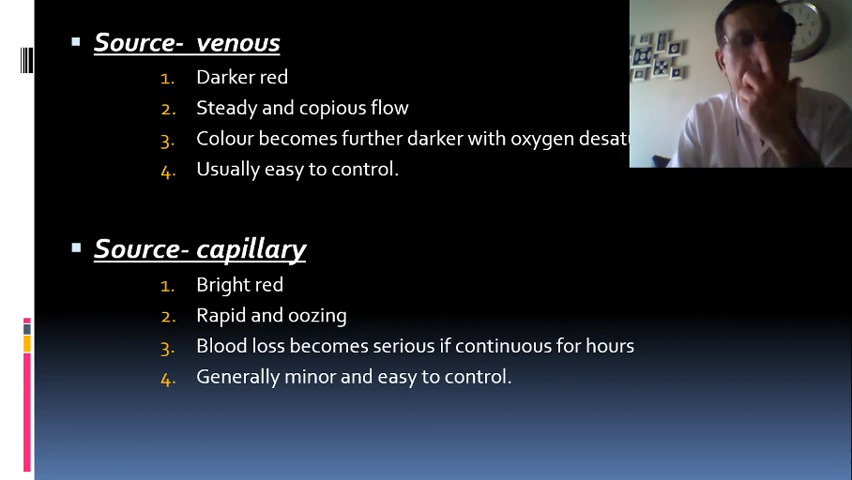 Source- venous
1. Darker red
2. Steady and copious flow
3. Colour becomes further darker with oxygen
4. Usually easy to control.
Source- capillary
1. Bright red
2. Rapid and oozing
3. Blood loss becomes serious if continuous for hours
4. Generally minor and easy to control.